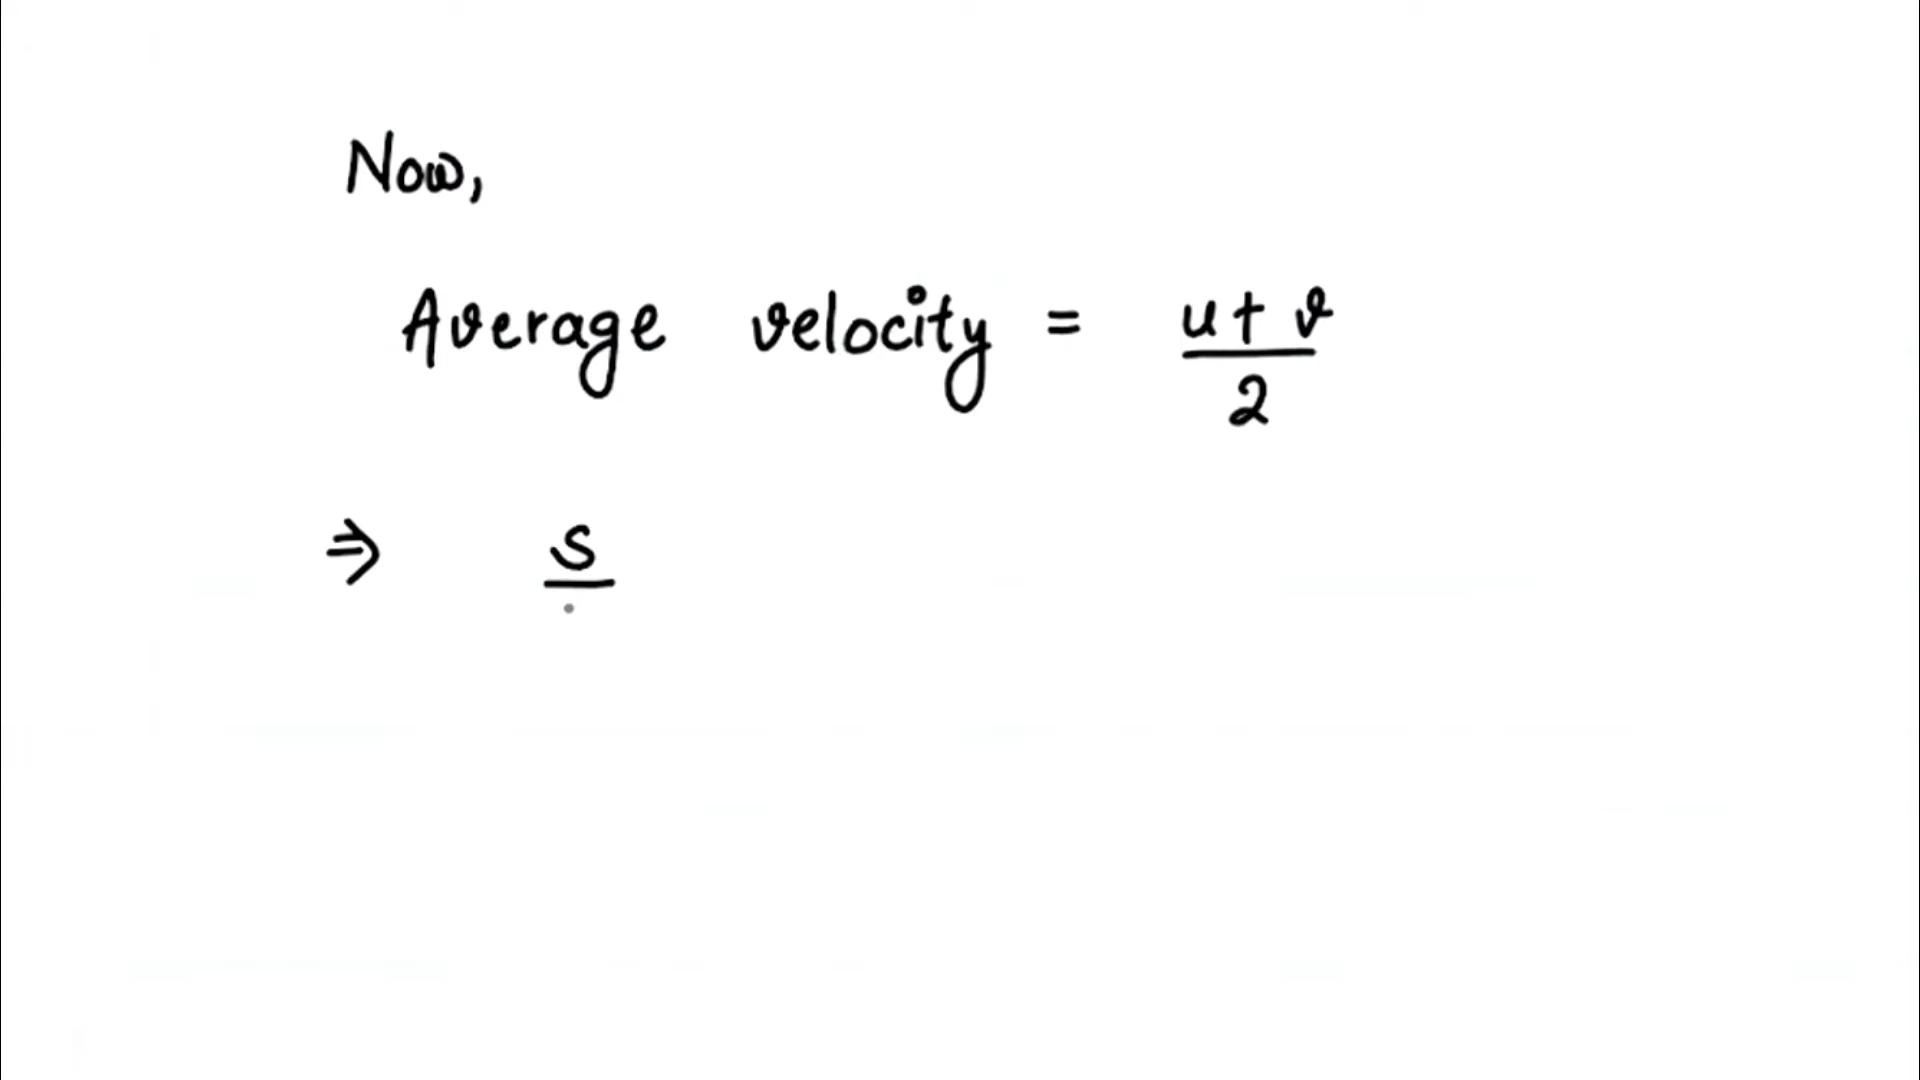 Now,
Average velocity = u + v / 2
⇒ s /